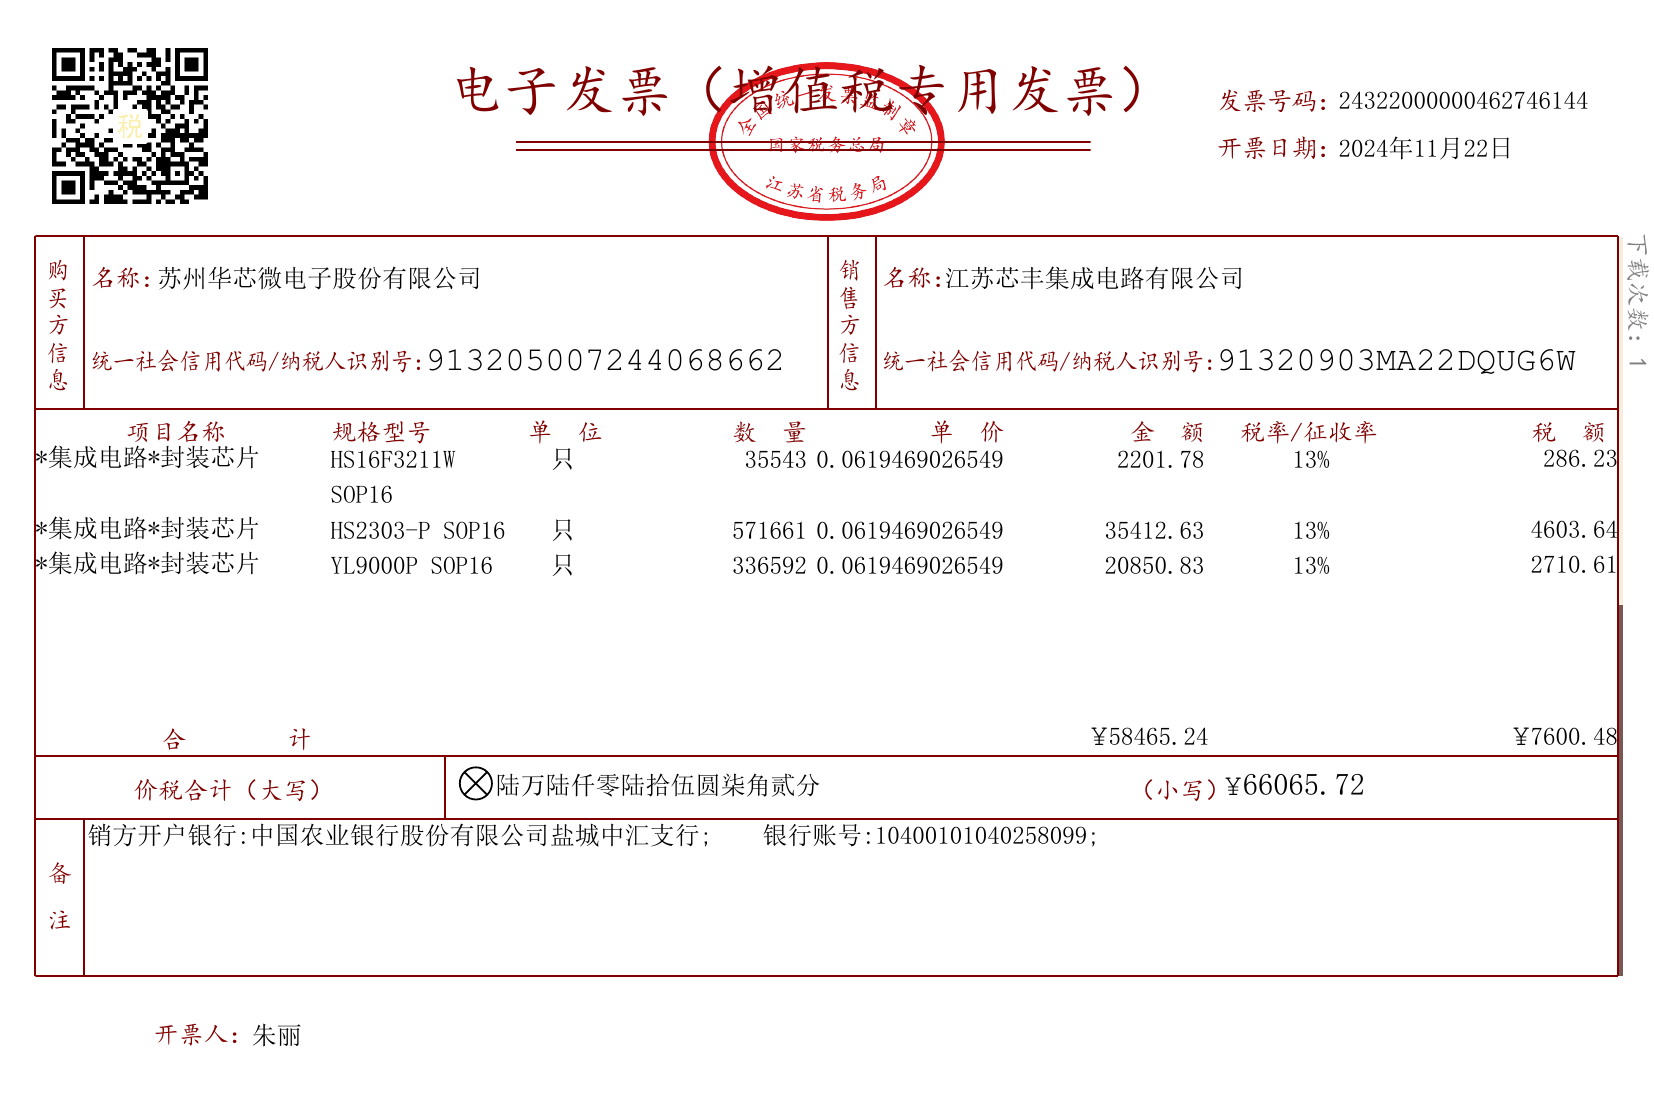 电子发票（增值税专用发票）
全国统一发票监制章
国家税务总局
江苏省税务局
税
发票号码：24322000000462746144
开票日期：2024年11月22日
下载次数：1
购买方信息
名称：苏州华芯微电子股份有限公司
统一社会信用代码/纳税人识别号：913205007244068662
销售方信息
名称：江苏芯丰集成电路有限公司
统一社会信用代码/纳税人识别号：91320903MA22DQUG6W
项目名称 规格型号 单 位 数 量 单 价 金 额 税率/征收率 税 额
*集成电路*封装芯片 HS16F3211W 只 35543 0.0619469026549 2201.78 13% 286.23
SOP16
*集成电路*封装芯片 HS2303-P SOP16 只 571661 0.0619469026549 35412.63 13% 4603.64
*集成电路*封装芯片 YL9000P SOP16 只 336592 0.0619469026549 20850.83 13% 2710.61
合 计 ¥58465.24 ¥7600.48
价税合计（大写） 陆万陆仟零陆拾伍圆柒角贰分 （小写）¥66065.72
备注
销方开户银行:中国农业银行股份有限公司盐城中汇支行; 银行账号:10400101040258099;
开票人：朱丽